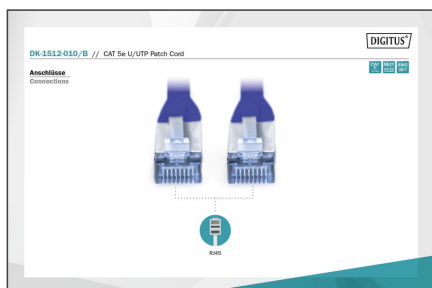 DIGITUS®
DK-1512-010/B // CAT 5e U/UTP Patch Cord
Anschlüsse
Connections
RJ45